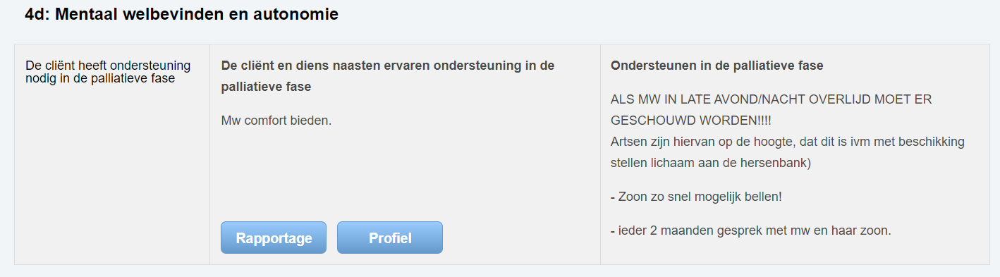 4d: Mentaal welbevinden en autonomie
De cliënt heeft ondersteuning
nodig in de palliatieve fase
De cliënt en diens naasten ervaren ondersteuning in de
palliatieve fase
Mw comfort bieden.
Rapportage
Profiel
Ondersteunen in de palliatieve fase
ALS MW IN LATE AVOND/NACHT OVERLIJD MOET ER
GESCHOUWD WORDEN!!!!
Artsen zijn hiervan op de hoogte, dat dit is ivm met beschikking
stellen lichaam aan de hersenbank)
- Zoon zo snel mogelijk bellen!
- ieder 2 maanden gesprek met mw en haar zoon.